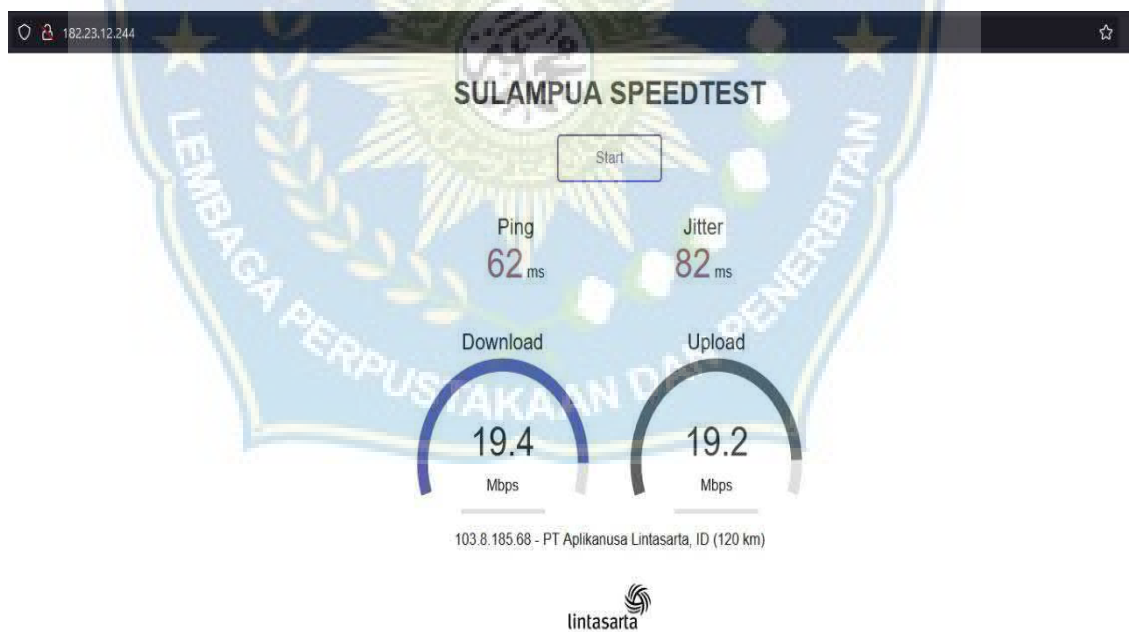 182.23.12.244
SULAMPUA SPEEDTEST
Start
Ping Jitter
62 ms 82 ms
Download Upload
19.4 19.2
Mbps Mbps
103.8.185.68 - PT Aplikanusa Lintasarta, ID (120 km)
lintasarta
LEMBAGA PERPUSTAKAAN DAN PENERBITAN